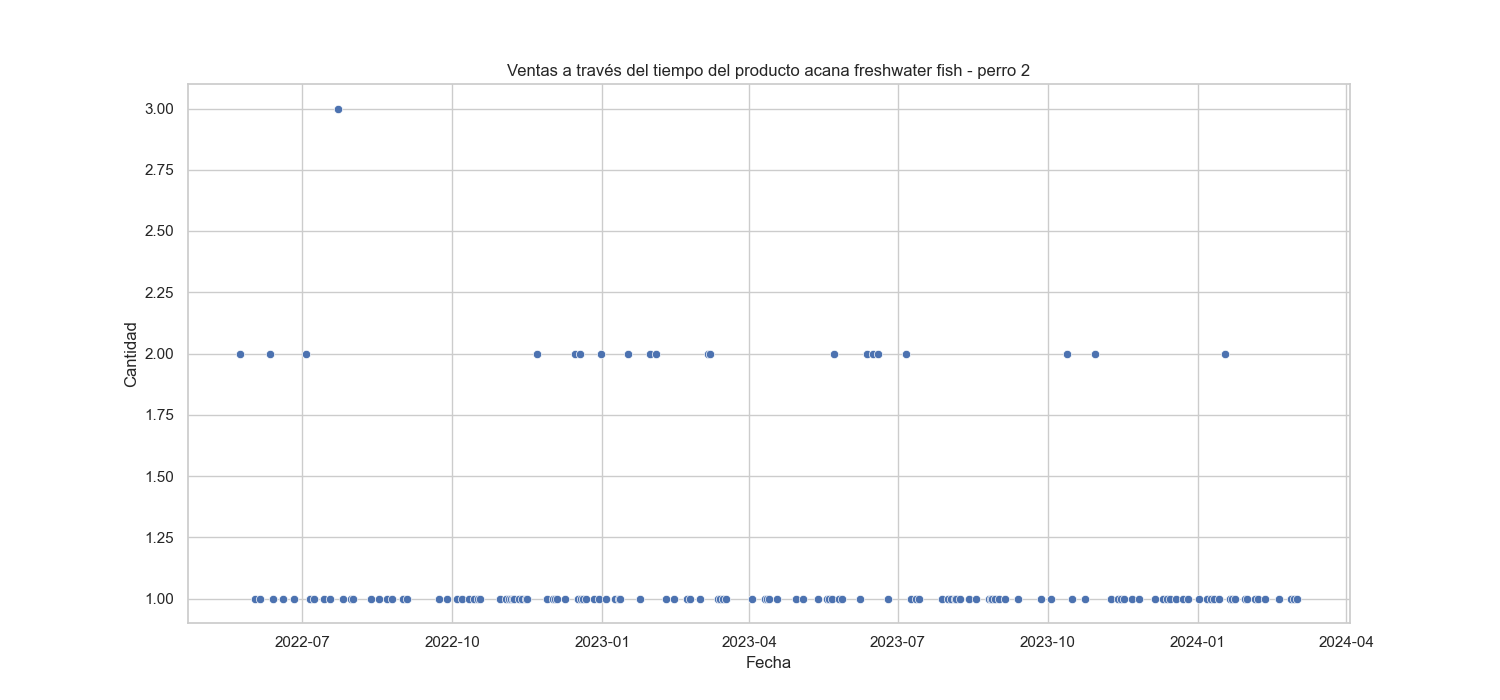 Ventas a través del tiempo del producto acana freshwater fish - perro 2
3.00
2.75
2.50
2.25
2.00
1.75
1.50
1.25
1.00
Cantidad
2022-07 2022-10 2023-01 2023-04 2023-07 2023-10 2024-01 2024-04
Fecha